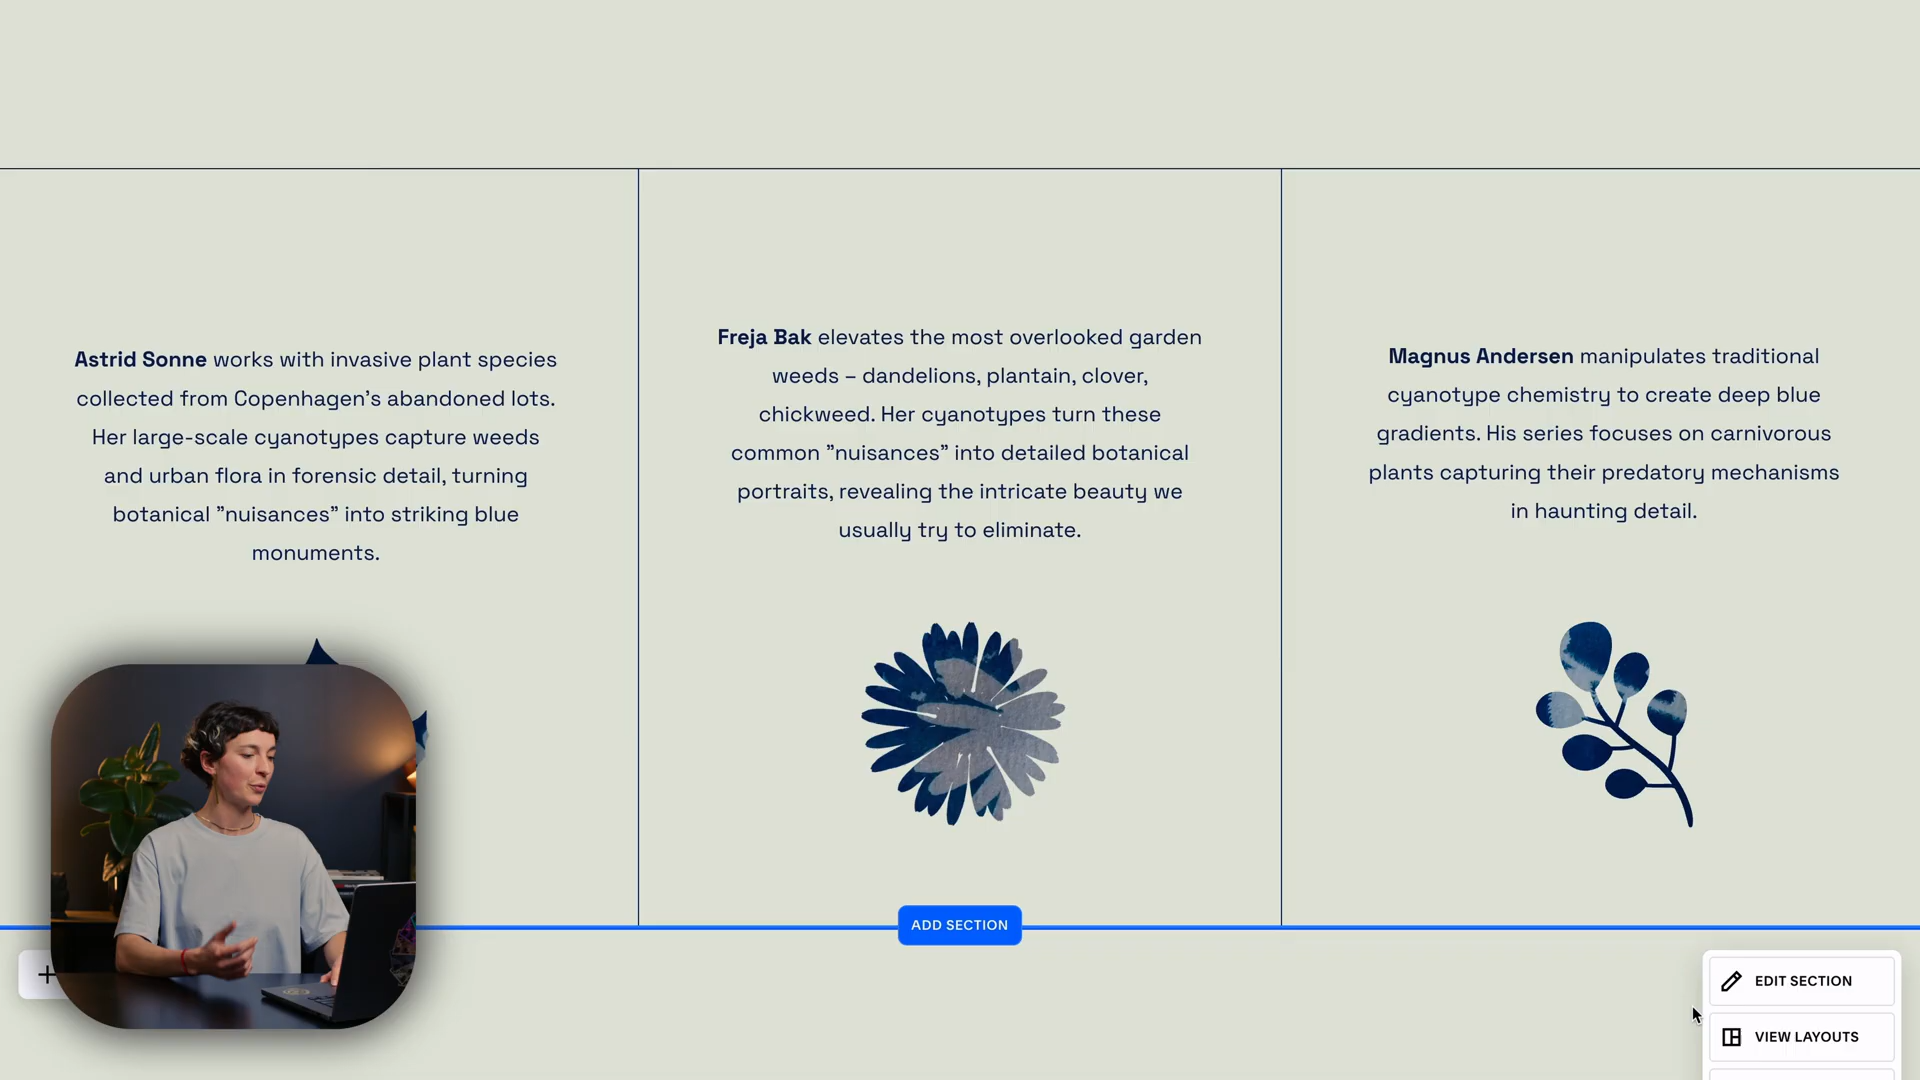 Astrid Sonne works with invasive plant species
collected from Copenhagen's abandoned lots.
Her large-scale cyanotypes capture weeds
and urban flora in forensic detail, turning
botanical "nuisances" into striking blue
monuments.
Freja Bak elevates the most overlooked garden
weeds – dandelions, plantain, clover,
chickweed. Her cyanotypes turn these
common "nuisances" into detailed botanical
portraits, revealing the intricate beauty we
usually try to eliminate.
Magnus Andersen manipulates traditional
cyanotype chemistry to create deep blue
gradients. His series focuses on carnivorous
plants capturing their predatory mechanisms
in haunting detail.
ADD SECTION
EDIT SECTION
VIEW LAYOUTS